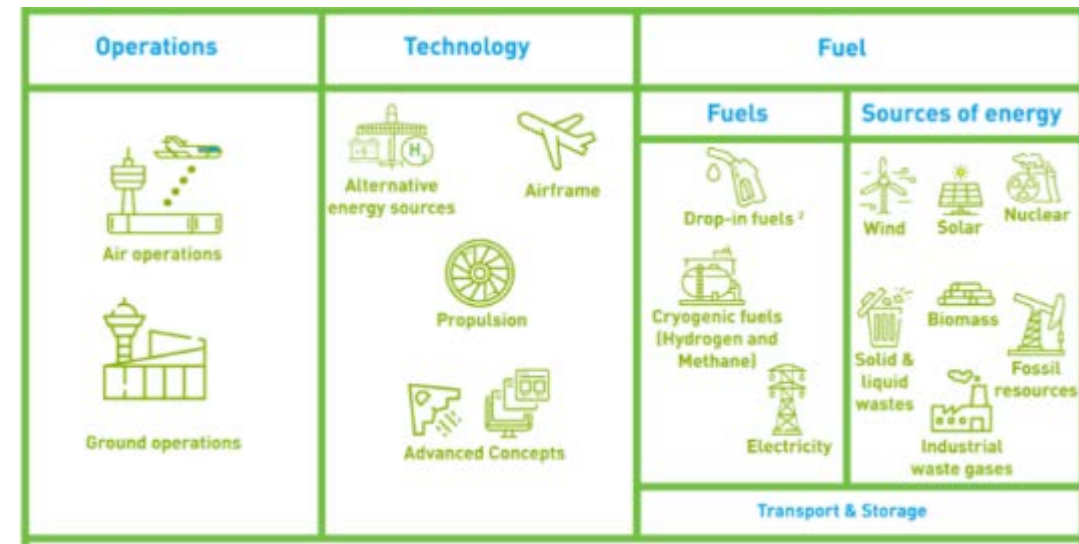 Operations
Technology
Fuel
Fuels
Sources of energy
Air operations
Ground operations
H₂
Alternative
energy sources
Airframe
Propulsion
Advanced Concepts
Drop-in fuels ²
Cryogenic fuels
(Hydrogen and
Methane)
Electricity
Wind
Solar
Nuclear
Biomass
Solid &
liquid
wastes
Fossil
resources
Industrial
waste gases
Transport & Storage